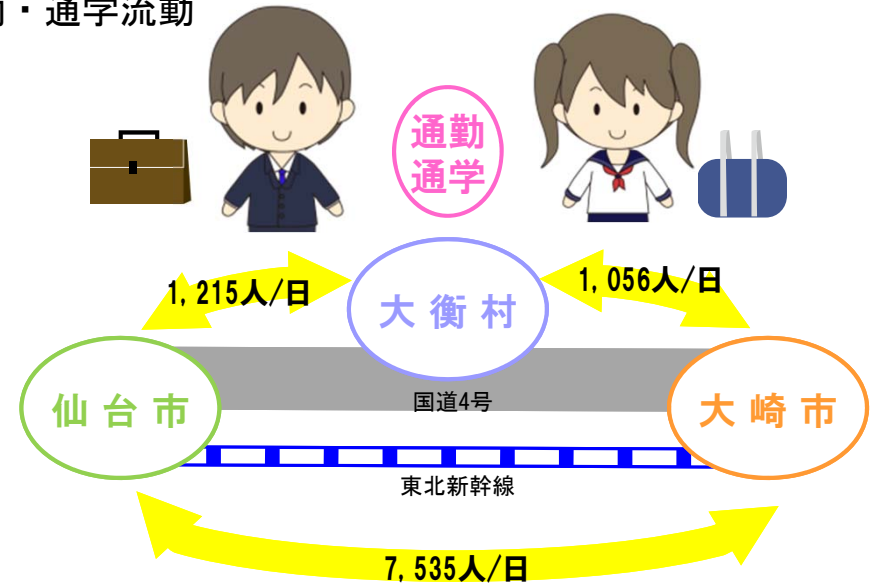 ・通学流動
通勤
通学
1,215人/日
1,056人/日
大衡村
仙台市
大崎市
国道4号
東北新幹線
7,535人/日